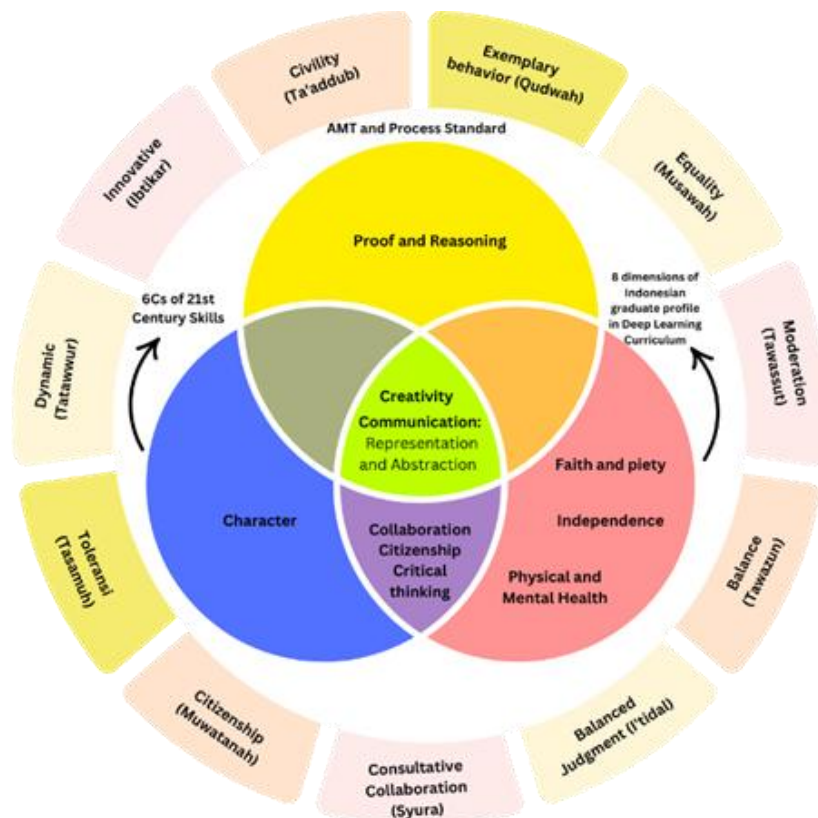 Civility
(Ta'addub)
Exemplary
behavior (Qudwah)
Equality
(Musawah)
Moderation
(Tawassut)
Balance
(Tawazun)
Balanced
Judgment (I'tidal)
Consultative
Collaboration
(Syura)
Citizenship
(Muwatanah)
Toleransi
(Tasamuh)
Dynamic
(Tatawwur)
Innovative
(Ibtikar)
AMT and Process Standard
Proof and Reasoning
6Cs of 21st
Century Skills
8 dimensions of
Indonesian
graduate profile
in Deep Learning
Curriculum
Creativity
Communication:
Representation
and Abstraction
Character
Collaboration
Citizenship
Critical
thinking
Faith and piety
Independence
Physical and
Mental Health